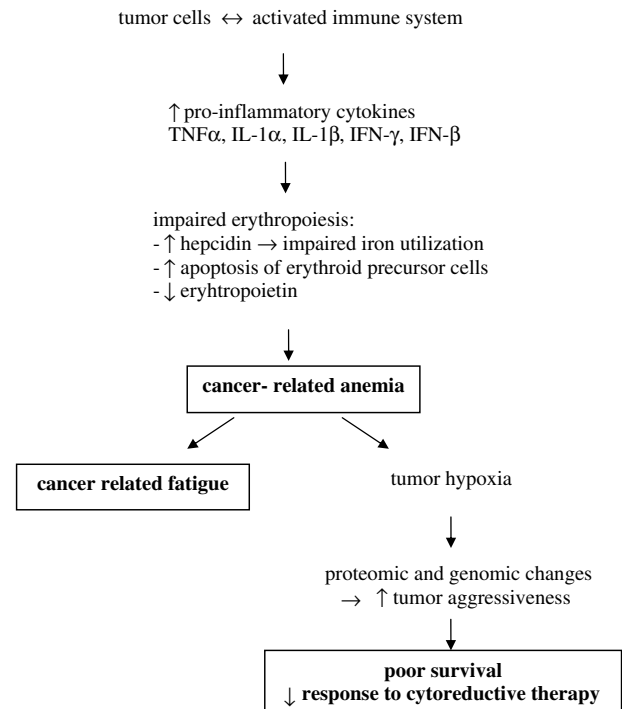 tumor cells ↔ activated immune system
↑ pro-inflammatory cytokines
TNFα, IL-1α, IL-1β, IFN-γ, IFN-β
impaired erythropoiesis:
- ↑ hepcidin → impaired iron utilization
- ↑ apoptosis of erythroid precursor cells
- ↓ eryhtropoietin
cancer- related anemia
cancer related fatigue
tumor hypoxia
proteomic and genomic changes
→ ↑ tumor aggressiveness
poor survival
↓ response to cytoreductive therapy